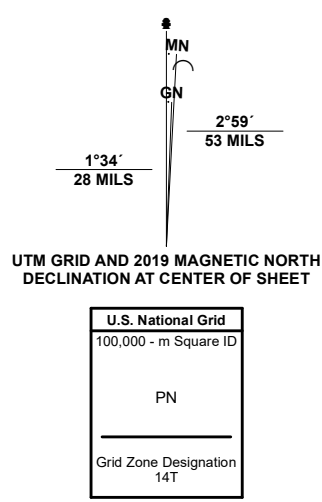 MN
GN
2°59´
53 MILS
1°34´
28 MILS
UTM GRID AND 2019 MAGNETIC NORTH
DECLINATION AT CENTER OF SHEET
U.S. National Grid
100,000 - m Square ID
PN
Grid Zone Designation
14T